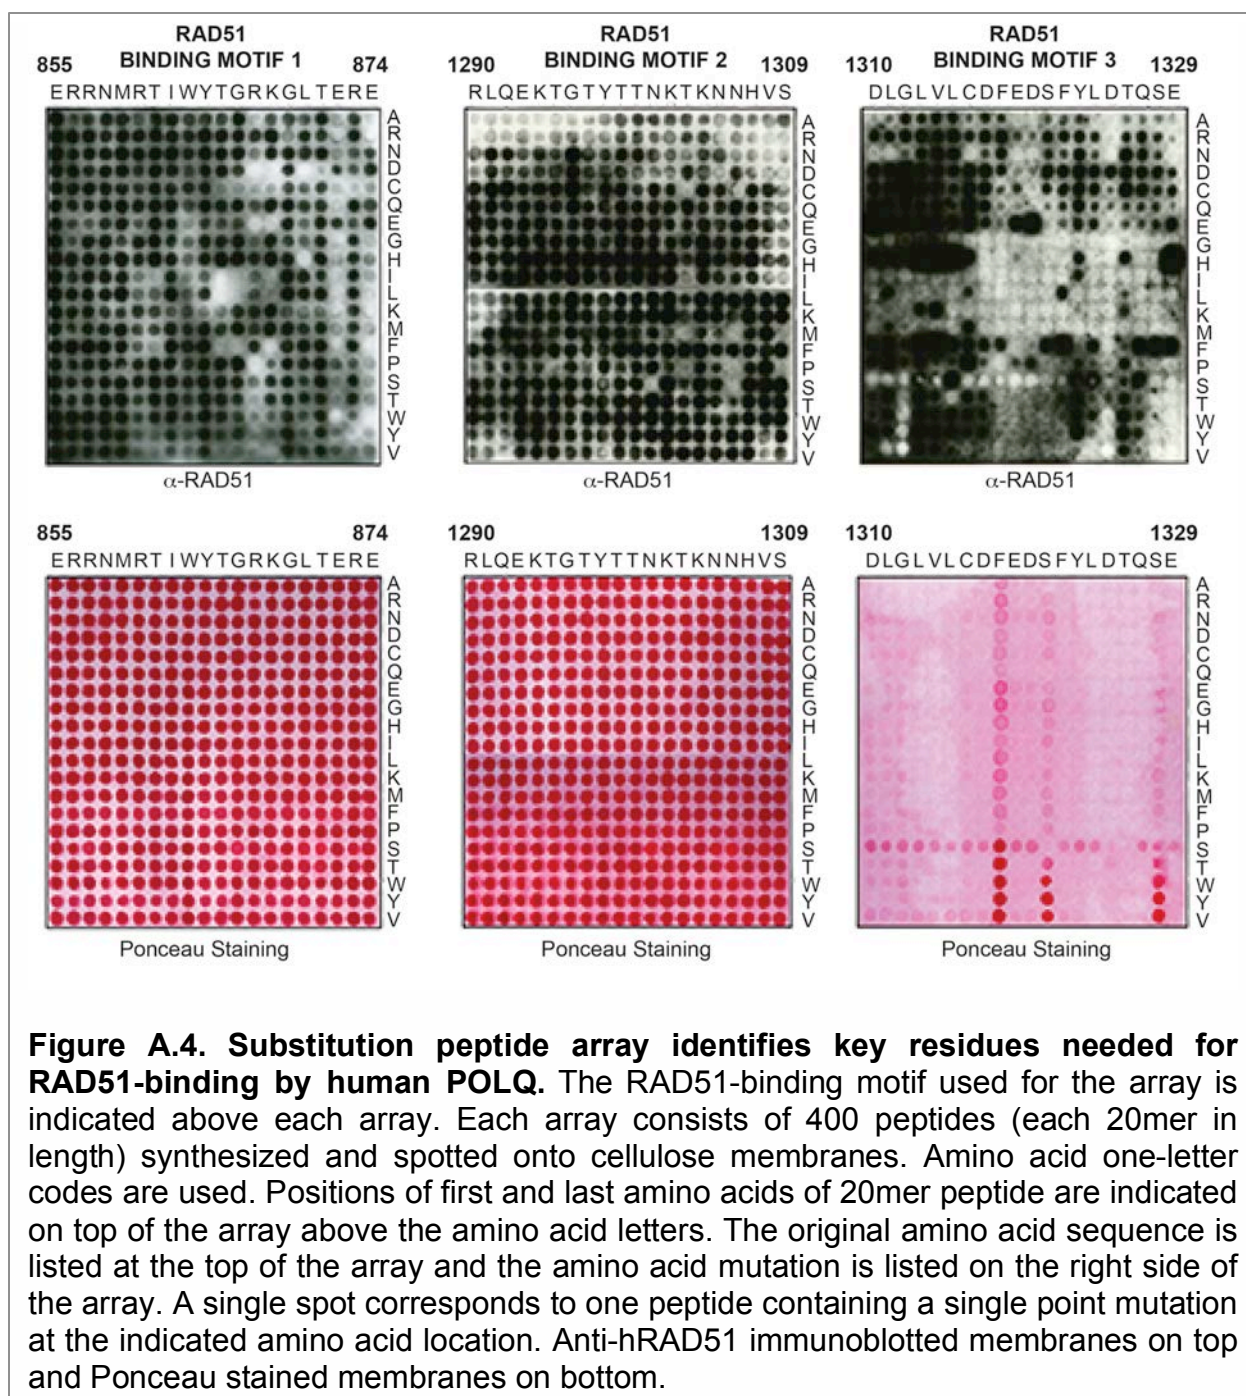 RAD51
BINDING MOTIF 1
855 874
ERRNMRTIWYTGRKGLTERE
RAD51
BINDING MOTIF 2
1290 1309
RLQEKTGTYTTNKTKNNHVS
RAD51
BINDING MOTIF 3
1310 1329
DLGLVLCDFEDSFYLDTQSE
A
R
N
D
C
Q
E
G
H
I
L
K
M
F
P
S
T
W
Y
V
A
R
N
D
C
Q
E
G
H
I
L
K
M
F
P
S
T
W
Y
V
A
R
N
D
C
Q
E
G
H
I
L
K
M
F
P
S
T
W
Y
V
α-RAD51
α-RAD51
α-RAD51
855 874
ERRNMRTIWYTGRKGLTERE
1290 1309
RLQEKTGTYTTNKTKNNHVS
1310 1329
DLGLVLCDFEDSFYLDTQSE
A
R
N
D
C
Q
E
G
H
I
L
K
M
F
P
S
T
W
Y
V
A
R
N
D
C
Q
E
G
H
I
L
K
M
F
P
S
T
W
Y
V
A
R
N
D
C
Q
E
G
H
I
L
K
M
F
P
S
T
W
Y
V
Ponceau Staining
Ponceau Staining
Ponceau Staining
Figure A.4. Substitution peptide array identifies key residues needed for
RAD51-binding by human POLQ. The RAD51-binding motif used for the array is
indicated above each array. Each array consists of 400 peptides (each 20mer in
length) synthesized and spotted onto cellulose membranes. Amino acid one-letter
codes are used. Positions of first and last amino acids of 20mer peptide are indicated
on top of the array above the amino acid letters. The original amino acid sequence is
listed at the top of the array and the amino acid mutation is listed on the right side of
the array. A single spot corresponds to one peptide containing a single point mutation
at the indicated amino acid location. Anti-hRAD51 immunoblotted membranes on top
and Ponceau stained membranes on bottom.